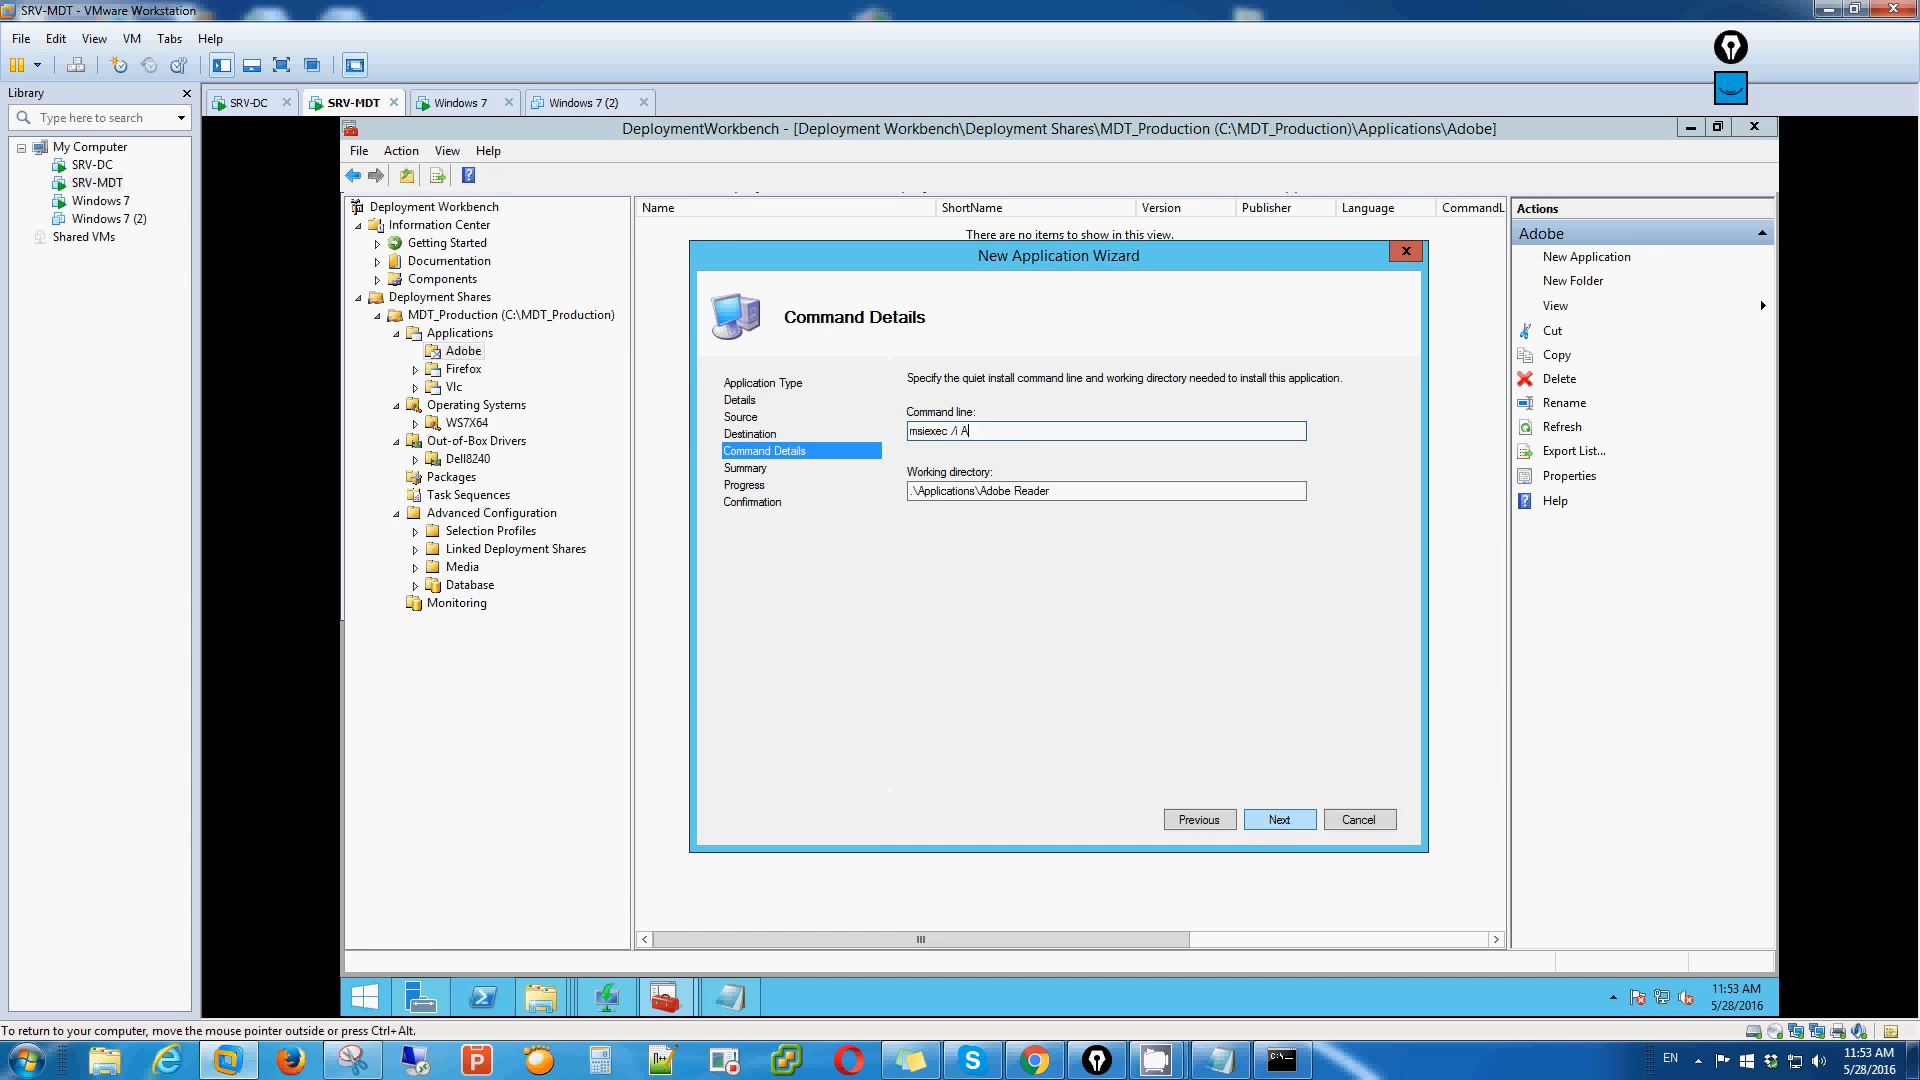 SRV-MDT - VMware Workstation
File Edit View VM Tabs Help
Library
Type here to search
My Computer
SRV-DC
SRV-MDT
Windows 7
Windows 7 (2)
Shared VMs
SRV-DC SRV-MDT Windows 7 Windows 7 (2)
DeploymentWorkbench - [Deployment Workbench\Deployment Shares\MDT_Production (C:\MDT_Production)\Applications\Adobe]
File Action View Help
Deployment Workbench
Information Center
Getting Started
Documentation
Components
Deployment Shares
MDT_Production (C:\MDT_Production)
Applications
Adobe
Firefox
Vlc
Operating Systems
WS7X64
Out-of-Box Drivers
Dell8240
Packages
Task Sequences
Advanced Configuration
Selection Profiles
Linked Deployment Shares
Media
Database
Monitoring
Name ShortName Version Publisher Language CommandL
There are no items to show in this view.
New Application Wizard
Command Details
Application Type
Details
Source
Destination
Command Details
Summary
Progress
Confirmation
Specify the quiet install command line and working directory needed to install this application.
Command line:
msiexec /i A
Working directory:
.\Applications\Adobe Reader
Previous Next Cancel
Actions
Adobe
New Application
New Folder
View
Cut
Copy
Delete
Rename
Refresh
Export List...
Properties
Help
11:53 AM
5/28/2016
To return to your computer, move the mouse pointer outside or press Ctrl+Alt.
EN
11:53 AM
5/28/2016